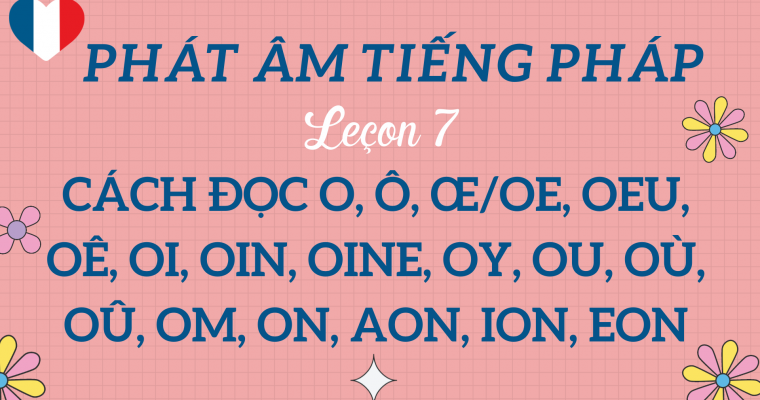 PHÁT ÂM TIẾNG PHÁP
Leçon 7
CÁCH ĐỌC O, Ô, Œ/OE, OEU,
OÊ, OI, OIN, OINE, OY, OU, OÙ,
OÛ, OM, ON, AON, ION, EON